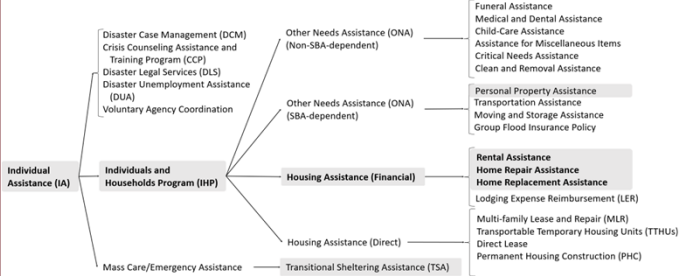 Individual
Assistance (IA)
Disaster Case Management (DCM)
Crisis Counseling Assistance and
Training Program (CCP)
Disaster Legal Services (DLS)
Disaster Unemployment Assistance
(DUA)
Voluntary Agency Coordination
Individuals and
Households Program (IHP)
Mass Care/Emergency Assistance
Other Needs Assistance (ONA)
(Non-SBA-dependent)
Other Needs Assistance (ONA)
(SBA-dependent)
Housing Assistance (Financial)
Housing Assistance (Direct)
Transitional Sheltering Assistance (TSA)
Funeral Assistance
Medical and Dental Assistance
Child-Care Assistance
Assistance for Miscellaneous Items
Critical Needs Assistance
Clean and Removal Assistance
Personal Property Assistance
Transportation Assistance
Moving and Storage Assistance
Group Flood Insurance Policy
Rental Assistance
Home Repair Assistance
Home Replacement Assistance
Lodging Expense Reimbursement (LER)
Multi-family Lease and Repair (MLR)
Transportable Temporary Housing Units (TTHUs)
Direct Lease
Permanent Housing Construction (PHC)